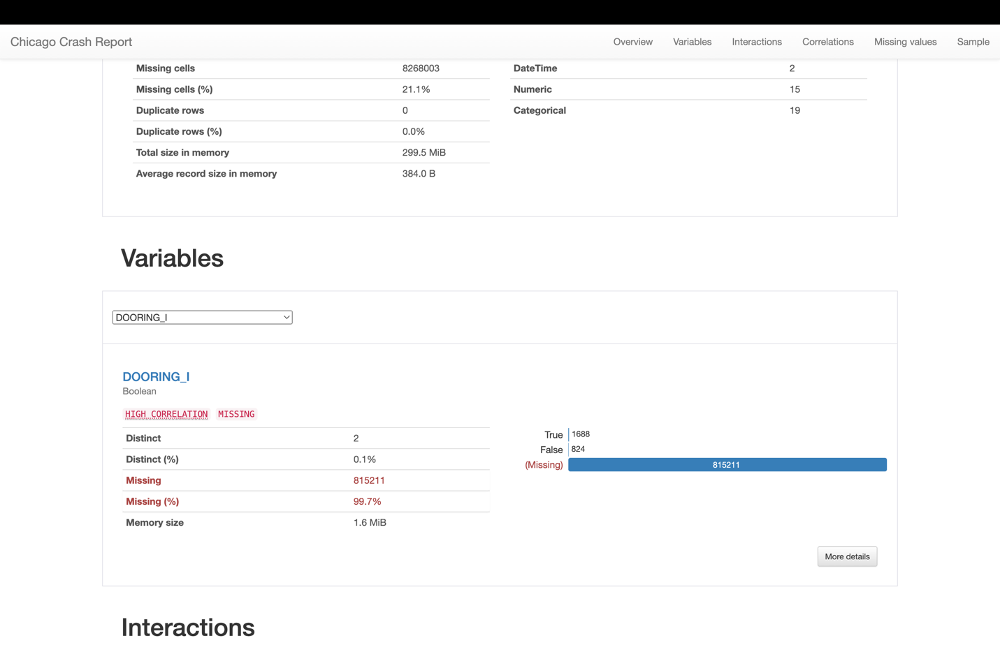 Chicago Crash Report
Overview Variables Interactions Correlations Missing values Sample
Missing cells 8268003
Missing cells (%) 21.1%
Duplicate rows 0
Duplicate rows (%) 0.0%
Total size in memory 299.5 MiB
Average record size in memory 384.0 B
DateTime 2
Numeric 15
Categorical 19
Variables
DOORING_I
DOORING_I
Boolean
HIGH CORRELATION MISSING
Distinct 2
Distinct (%) 0.1%
Missing 815211
Missing (%) 99.7%
Memory size 1.6 MiB
True 1688
False 824
(Missing) 815211
More details
Interactions